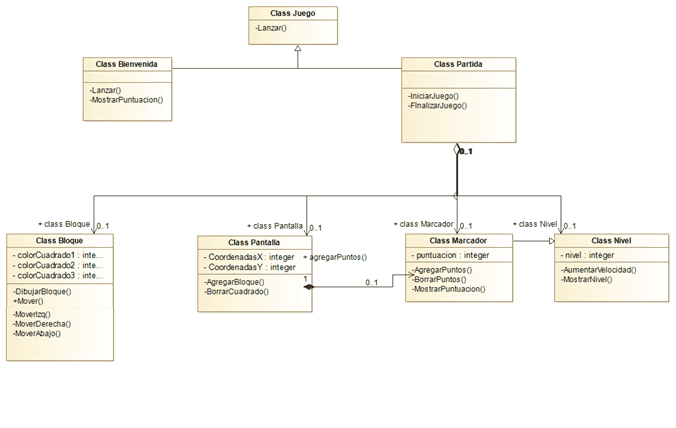 Class Juego
-Lanzar()
Class Bienvenida
-Lanzar()
-MostrarPuntuacion()
Class Partida
-IniciarJuego()
-FInalizarJuego()
0..1
+ class Bloque
0..1
+ class Pantalla
0..1
+ class Marcador
0..1
+ class Nivel
0..1
Class Bloque
- colorCuadrado1 : inte...
- colorCuadrado2 : inte...
- colorCuadrado3 : inte...
-DibujarBloque()
+Mover()
-MoverIzq()
-MoverDerecha()
-MoverAbajo()
Class Pantalla
- CoordenadasX : integer
- CoordenadasY : integer
-AgregarBloque()
-BorrarCuadrado()
+ agregarPuntos()
1
0..1
Class Marcador
- puntuacion : integer
-AgregarPuntos()
-BorrarPuntos()
-MostrarPuntuacion()
Class Nivel
- nivel : integer
-AumentarVelocidad()
-MostrarNivel()